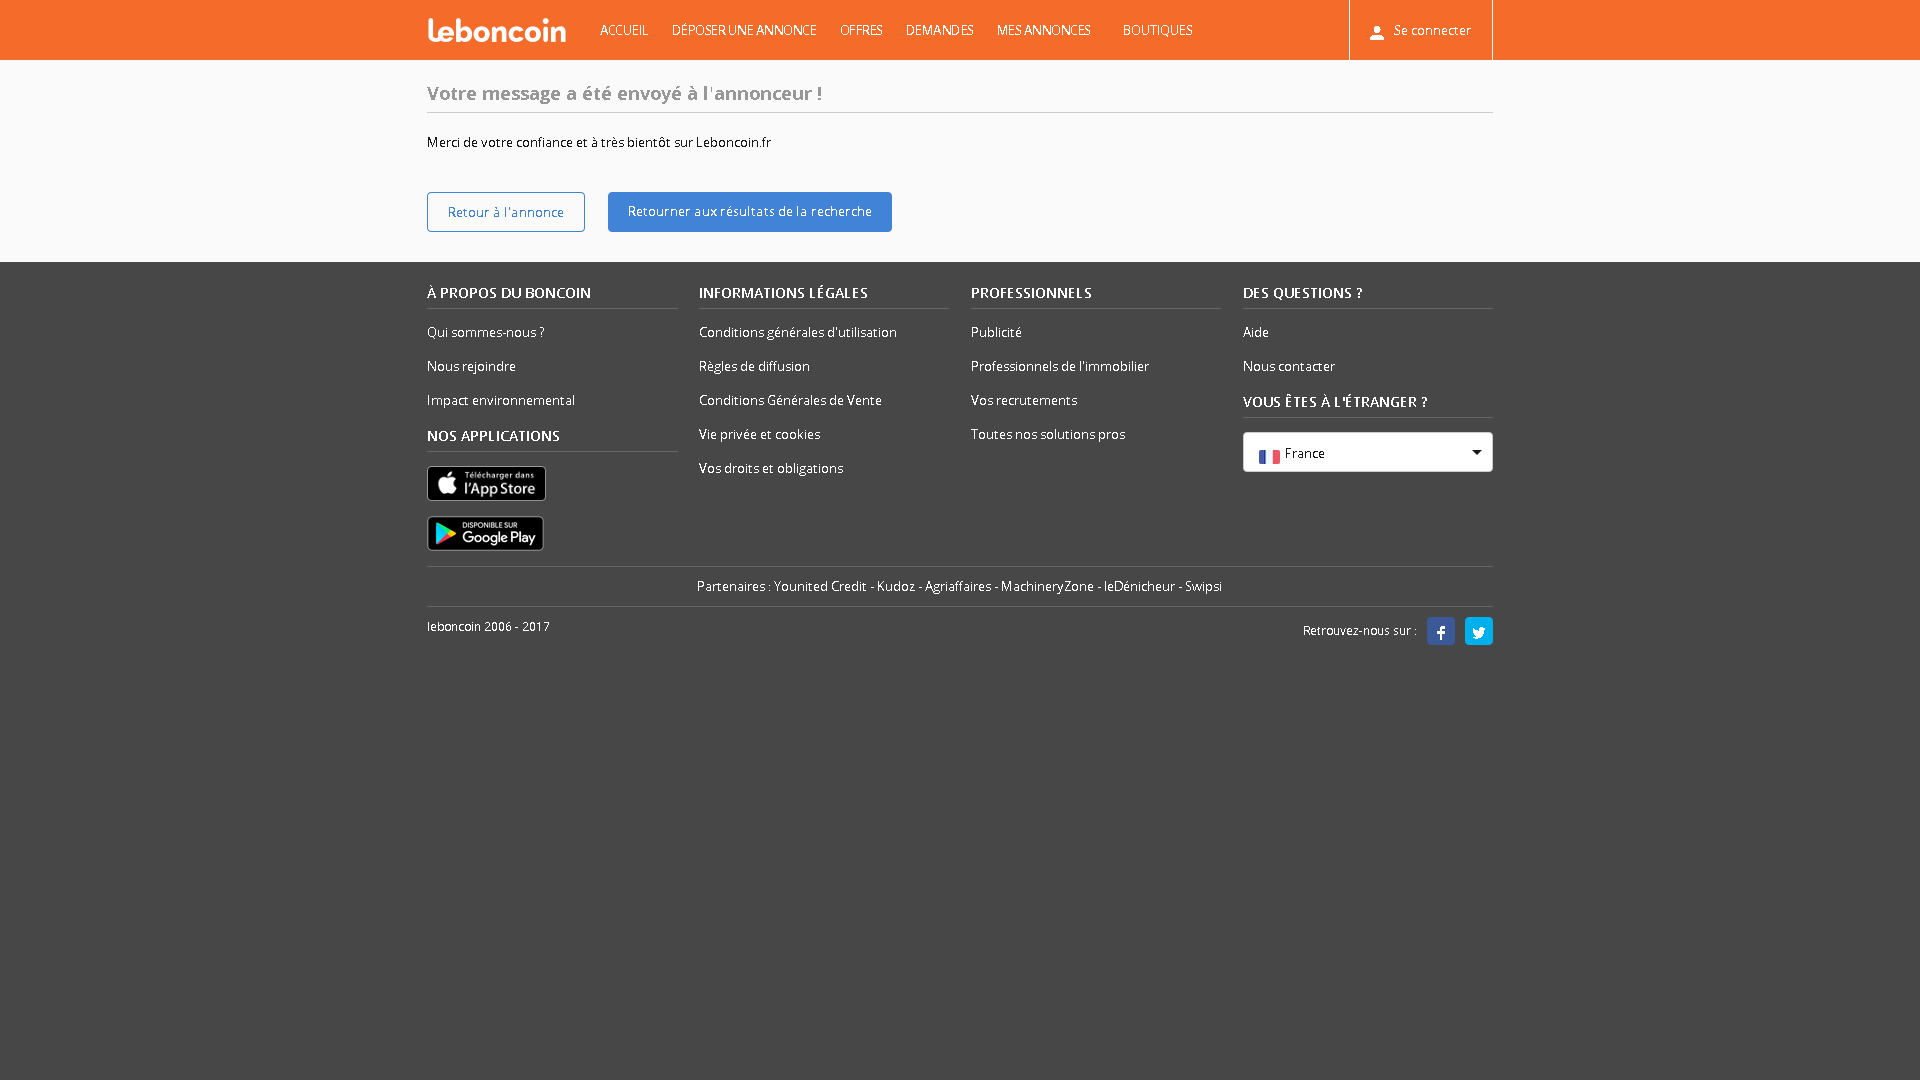 leboncoin ACCUEIL DÉPOSER UNE ANNONCE OFFRES DEMANDES MES ANNONCES BOUTIQUES Se connecter
Votre message a été envoyé à l'annonceur !
Merci de votre confiance et à très bientôt sur Leboncoin.fr
Retour à l'annonce Retourner aux résultats de la recherche
À PROPOS DU BONCOIN
Qui sommes-nous ?
Nous rejoindre
Impact environnemental
NOS APPLICATIONS
Télécharger dans
l'App Store
DISPONIBLE SUR
Google Play
INFORMATIONS LÉGALES
Conditions générales d'utilisation
Règles de diffusion
Conditions Générales de Vente
Vie privée et cookies
Vos droits et obligations
PROFESSIONNELS
Publicité
Professionnels de l'immobilier
Vos recrutements
Toutes nos solutions pros
DES QUESTIONS ?
Aide
Nous contacter
VOUS ÊTES À L'ÉTRANGER ?
France
Partenaires : Younited Credit - Kudoz - Agriaffaires - MachineryZone - leDénicheur - Swipsi
leboncoin 2006 - 2017
Retrouvez-nous sur :